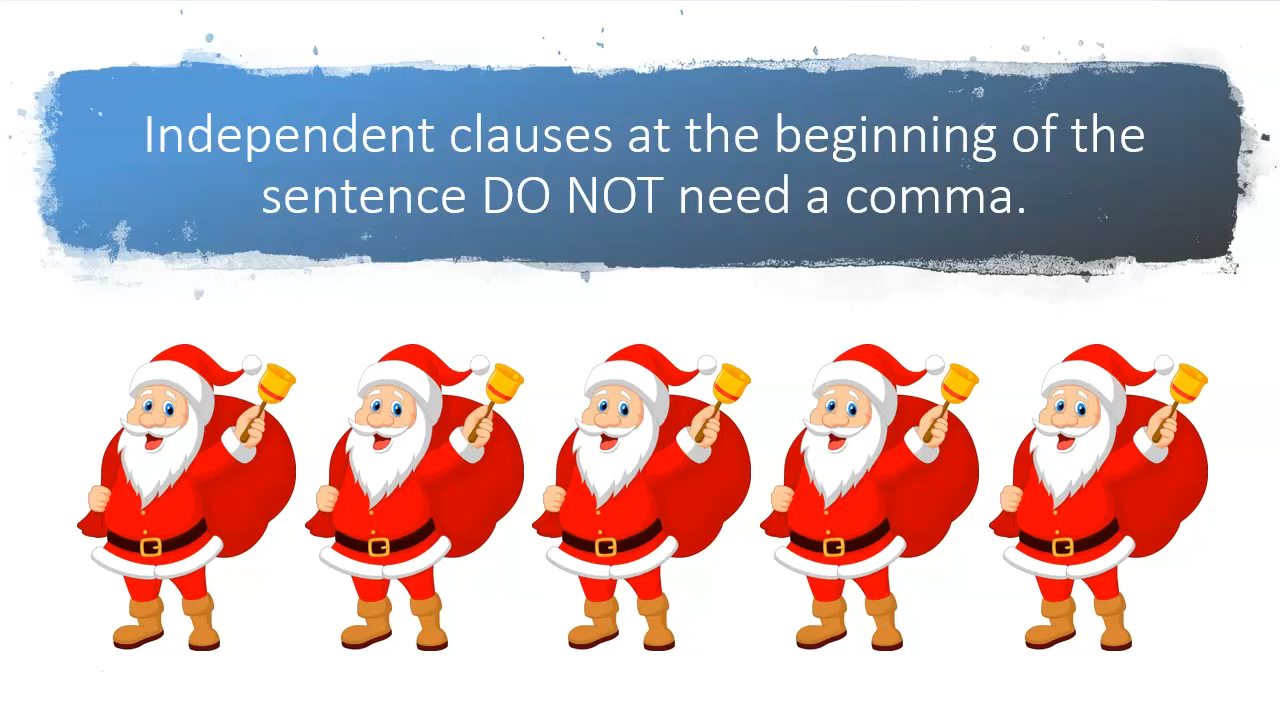 Independent clauses at the beginning of the
sentence DO NOT need a comma.